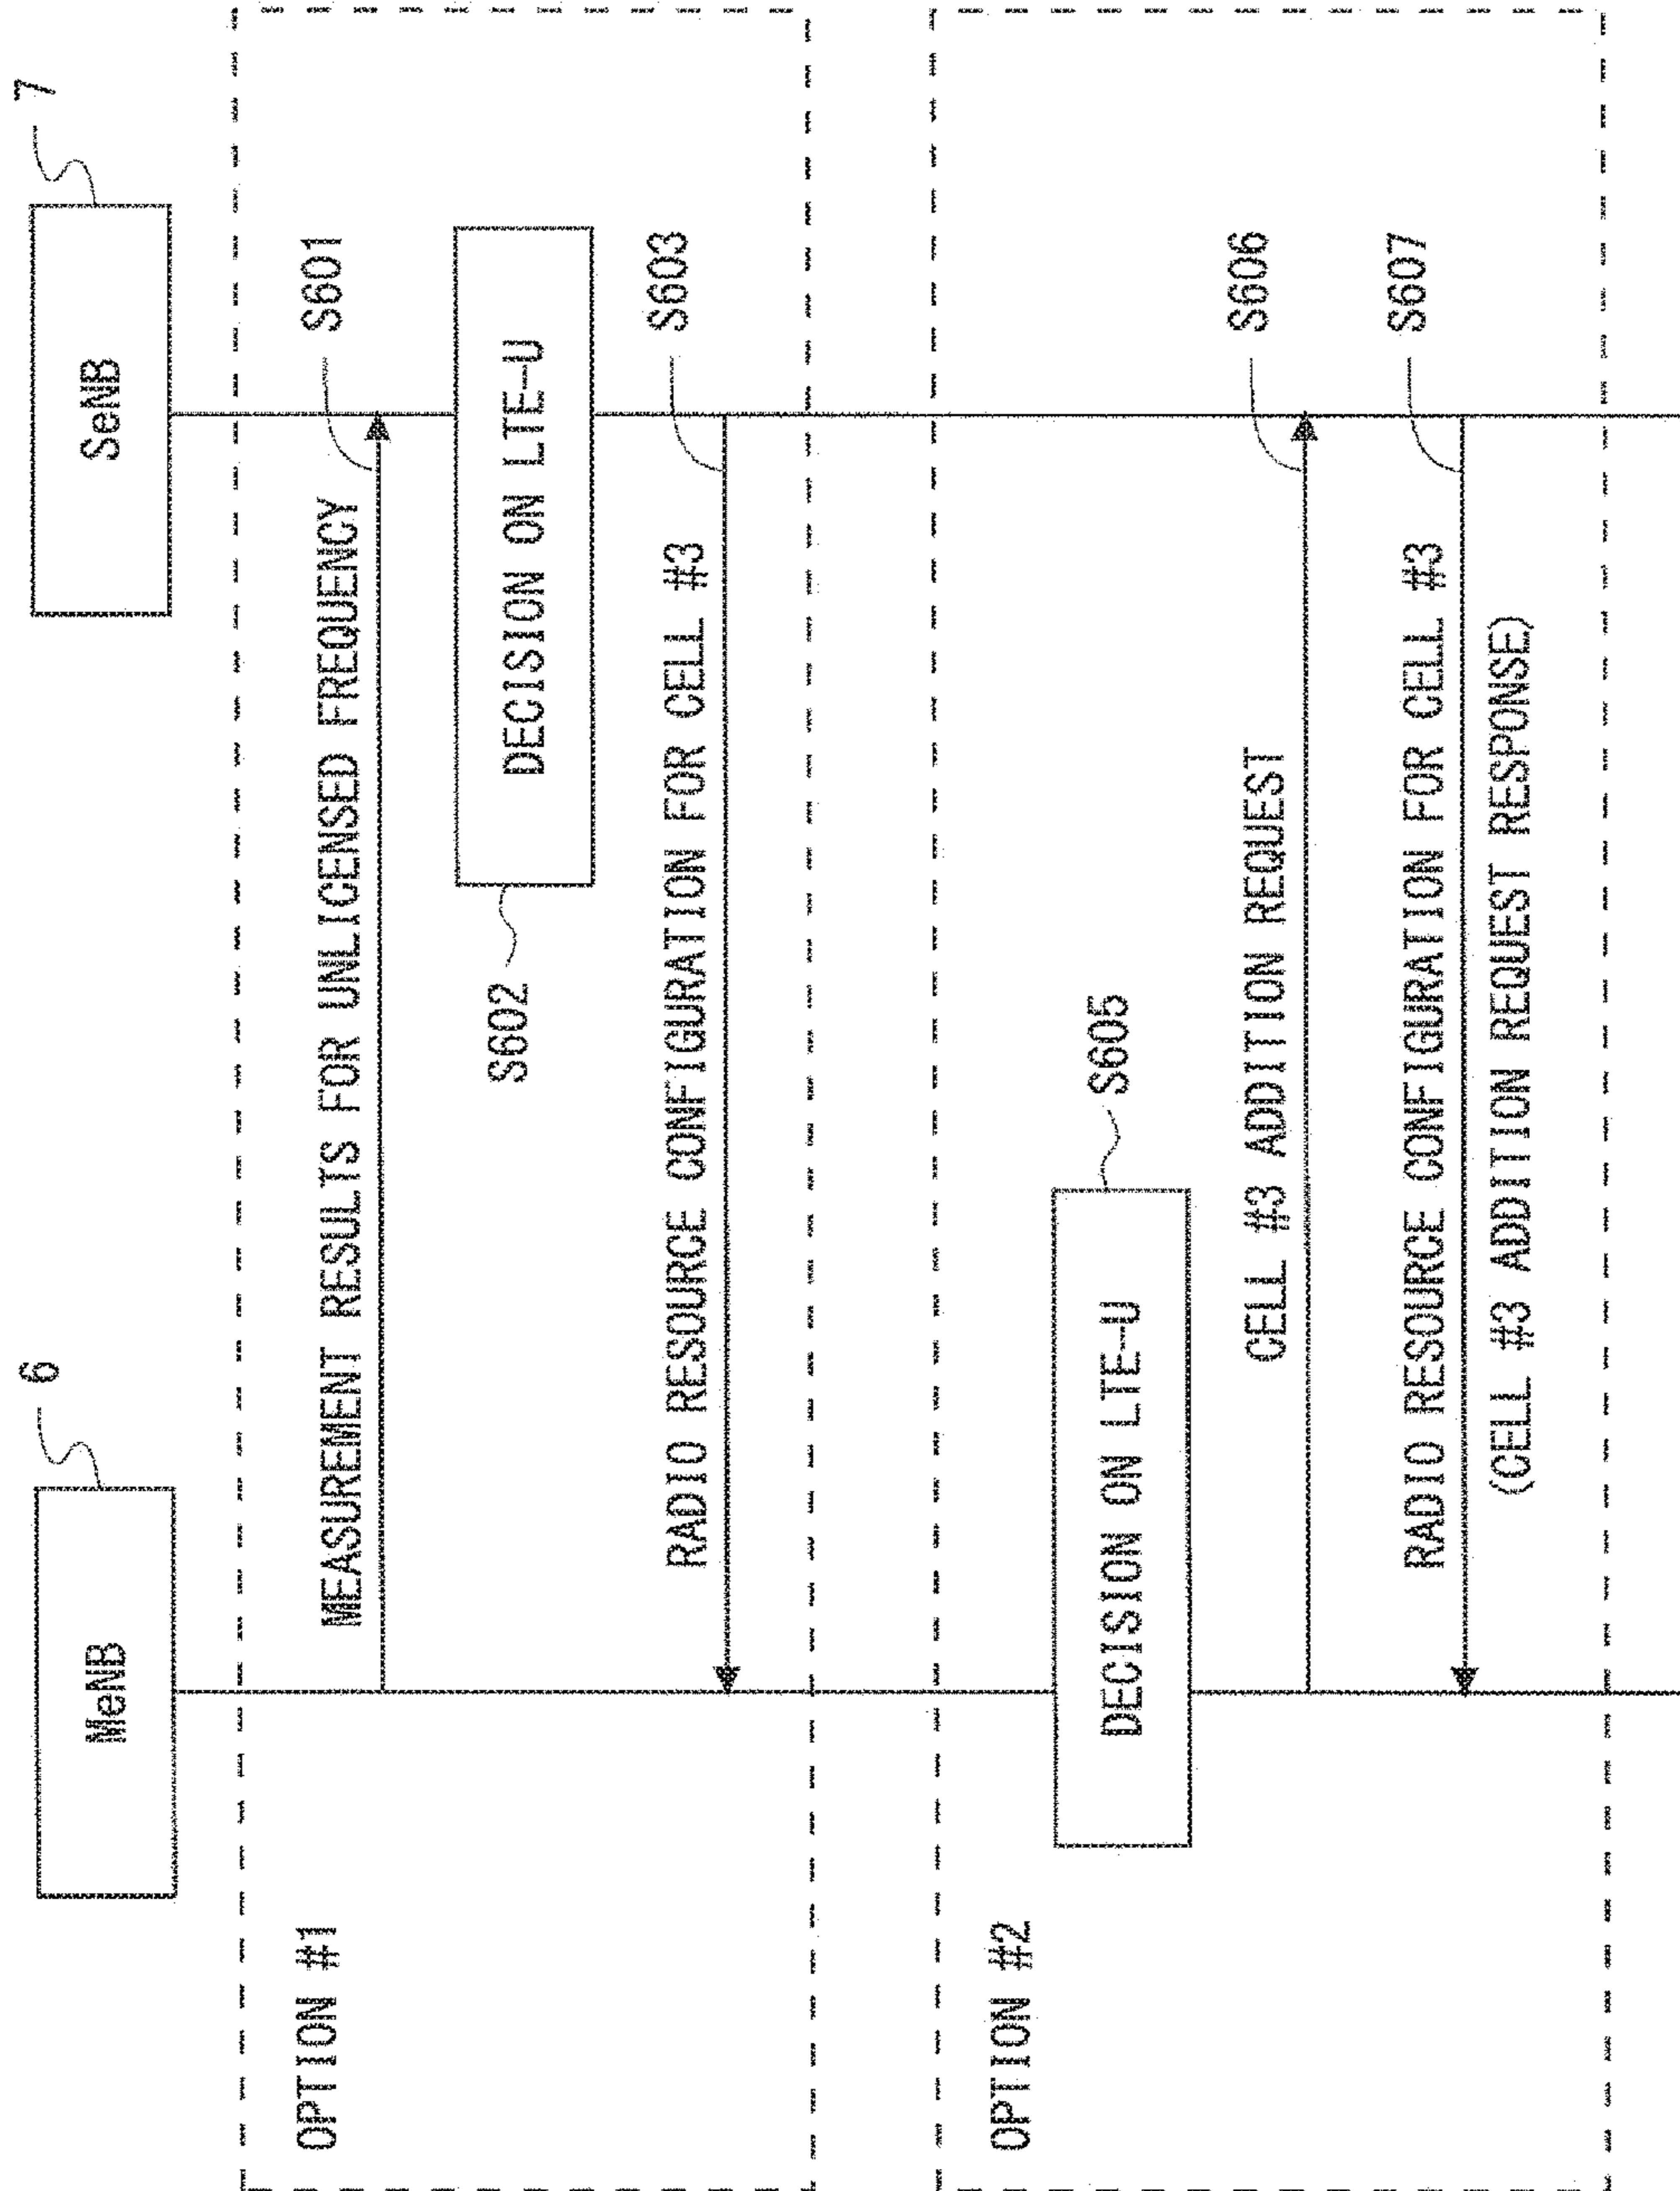 6
7
MeNB
SeNB
OPTION #1
MEASUREMENT RESULTS FOR UNLICENSED FREQUENCY
S601
DECISION ON LTE-U
S602
RADIO RESOURCE CONFIGURATION FOR CELL #3
S603
OPTION #2
DECISION ON LTE-U
S605
CELL #3 ADDITION REQUEST
S606
RADIO RESOURCE CONFIGURATION FOR CELL #3
S607
(CELL #3 ADDITION REQUEST RESPONSE)